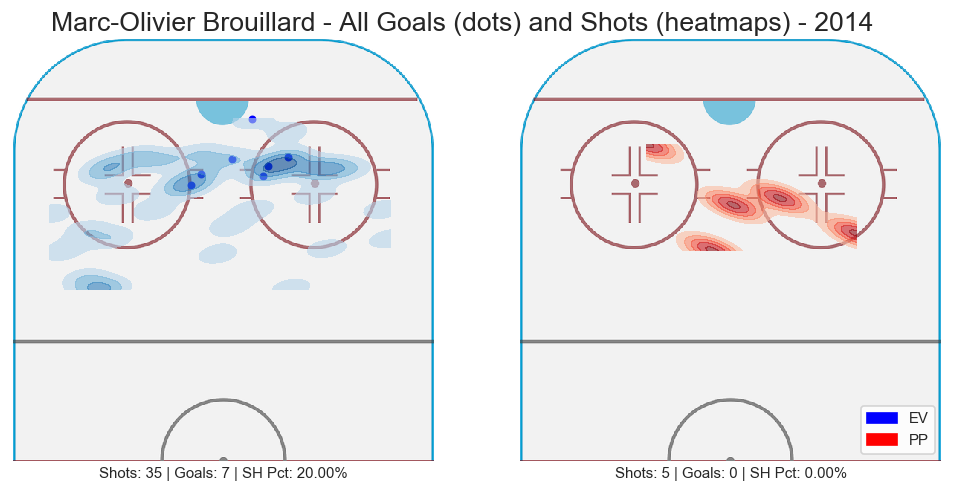 Marc-Olivier Brouillard - All Goals (dots) and Shots (heatmaps) - 2014
EV
PP
Shots: 35 | Goals: 7 | SH Pct: 20.00%
Shots: 5 | Goals: 0 | SH Pct: 0.00%